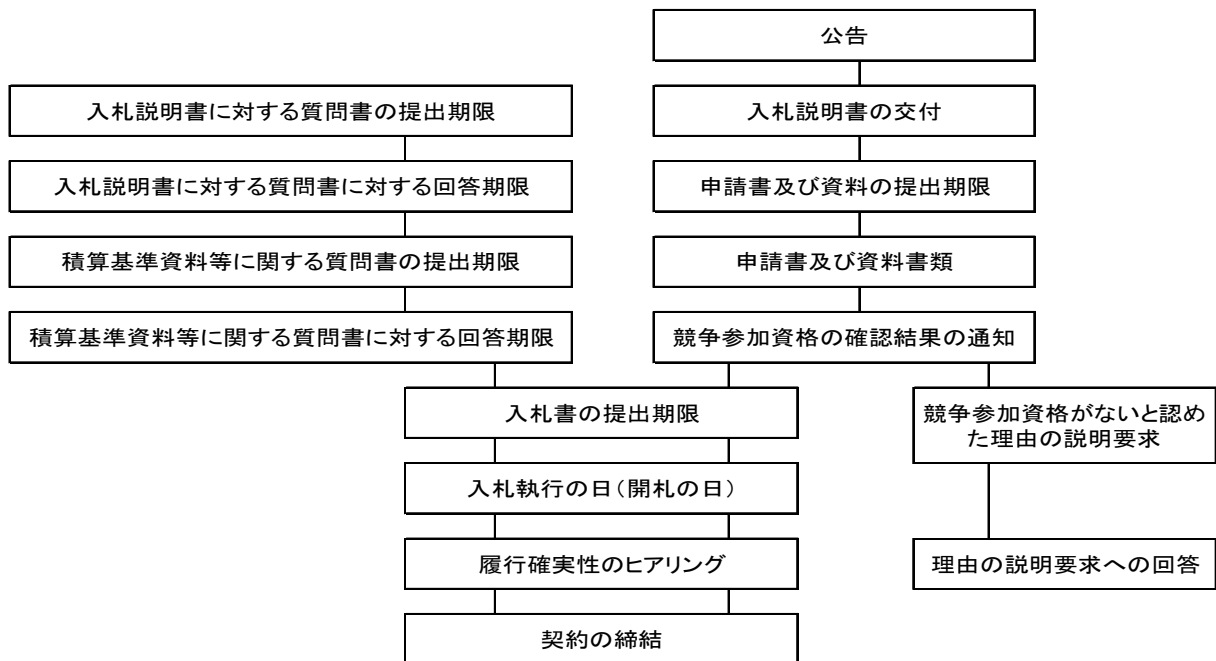 公告
入札説明書に対する質問書の提出期限
入札説明書の交付
入札説明書に対する質問書に対する回答期限
申請書及び資料の提出期限
積算基準資料等に関する質問書の提出期限
申請書及び資料書類
積算基準資料等に関する質問書に対する回答期限
競争参加資格の確認結果の通知
入札書の提出期限
競争参加資格がないと認め
た理由の説明要求
入札執行の日(開札の日)
履行確実性のヒアリング
理由の説明要求への回答
契約の締結